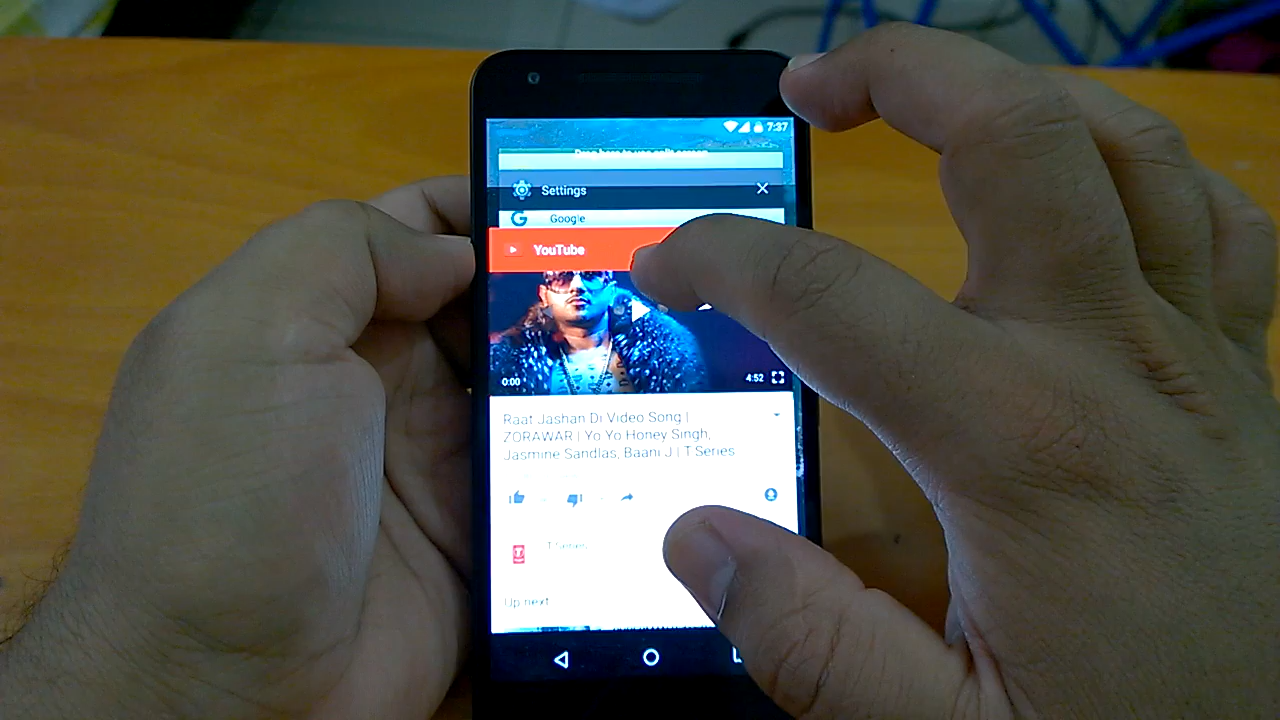 7:37
Drag here to use split screen
Settings
Google
YouTube
0:00
4:52
Raat Jashan Di Video Song |
ZORAWAR | Yo Yo Honey Singh,
Jasmine Sandlas, Baani J | T Series
T Series
Up next